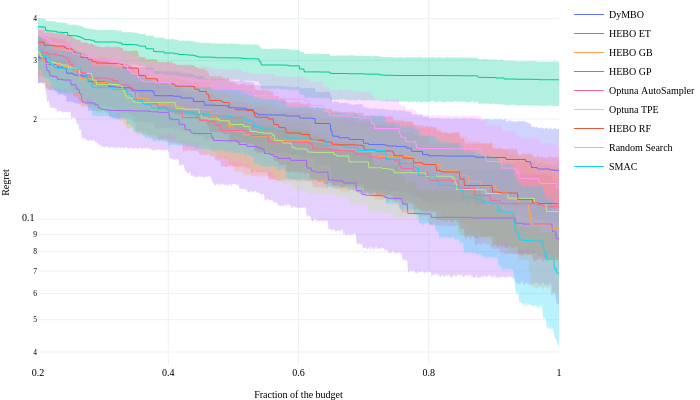 4
3
2
0.1
9
8
7
6
5
4
Regret
0.2
0.4
0.6
0.8
1
Fraction of the budget
DyMBO
HEBO ET
HEBO GB
HEBO GP
Optuna AutoSampler
Optuna TPE
HEBO RF
Random Search
SMAC